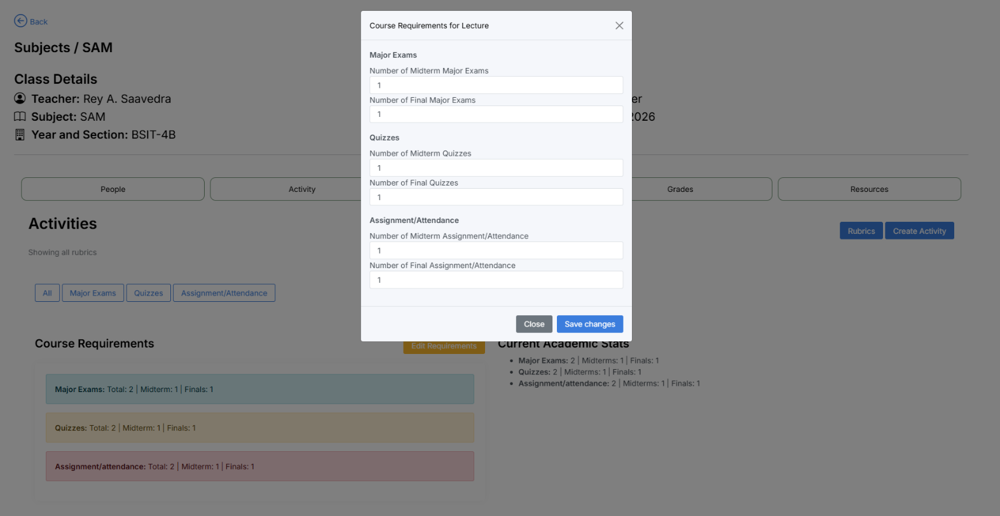 Back
Subjects / SAM
Class Details
Teacher: Rey A. Saavedra
er
Subject: SAM
2026
Year and Section: BSIT-4B
People
Activity
Grades
Resources
Activities
Rubrics
Create Activity
Showing all rubrics
All
Major Exams
Quizzes
Assignment/Attendance
Course Requirements for Lecture
Major Exams
Number of Midterm Major Exams
1
Number of Final Major Exams
1
Quizzes
Number of Midterm Quizzes
1
Number of Final Quizzes
1
Assignment/Attendance
Number of Midterm Assignment/Attendance
1
Number of Final Assignment/Attendance
1
Close
Save changes
Course Requirements
Edit Requirements
Major Exams: Total: 2 | Midterm: 1 | Finals: 1
Quizzes: Total: 2 | Midterm: 1 | Finals: 1
Assignment/attendance: Total: 2 | Midterm: 1 | Finals: 1
Current Academic Stats
Major Exams: 2 | Midterms: 1 | Finals: 1
Quizzes: 2 | Midterms: 1 | Finals: 1
Assignment/attendance: 2 | Midterms: 1 | Finals: 1